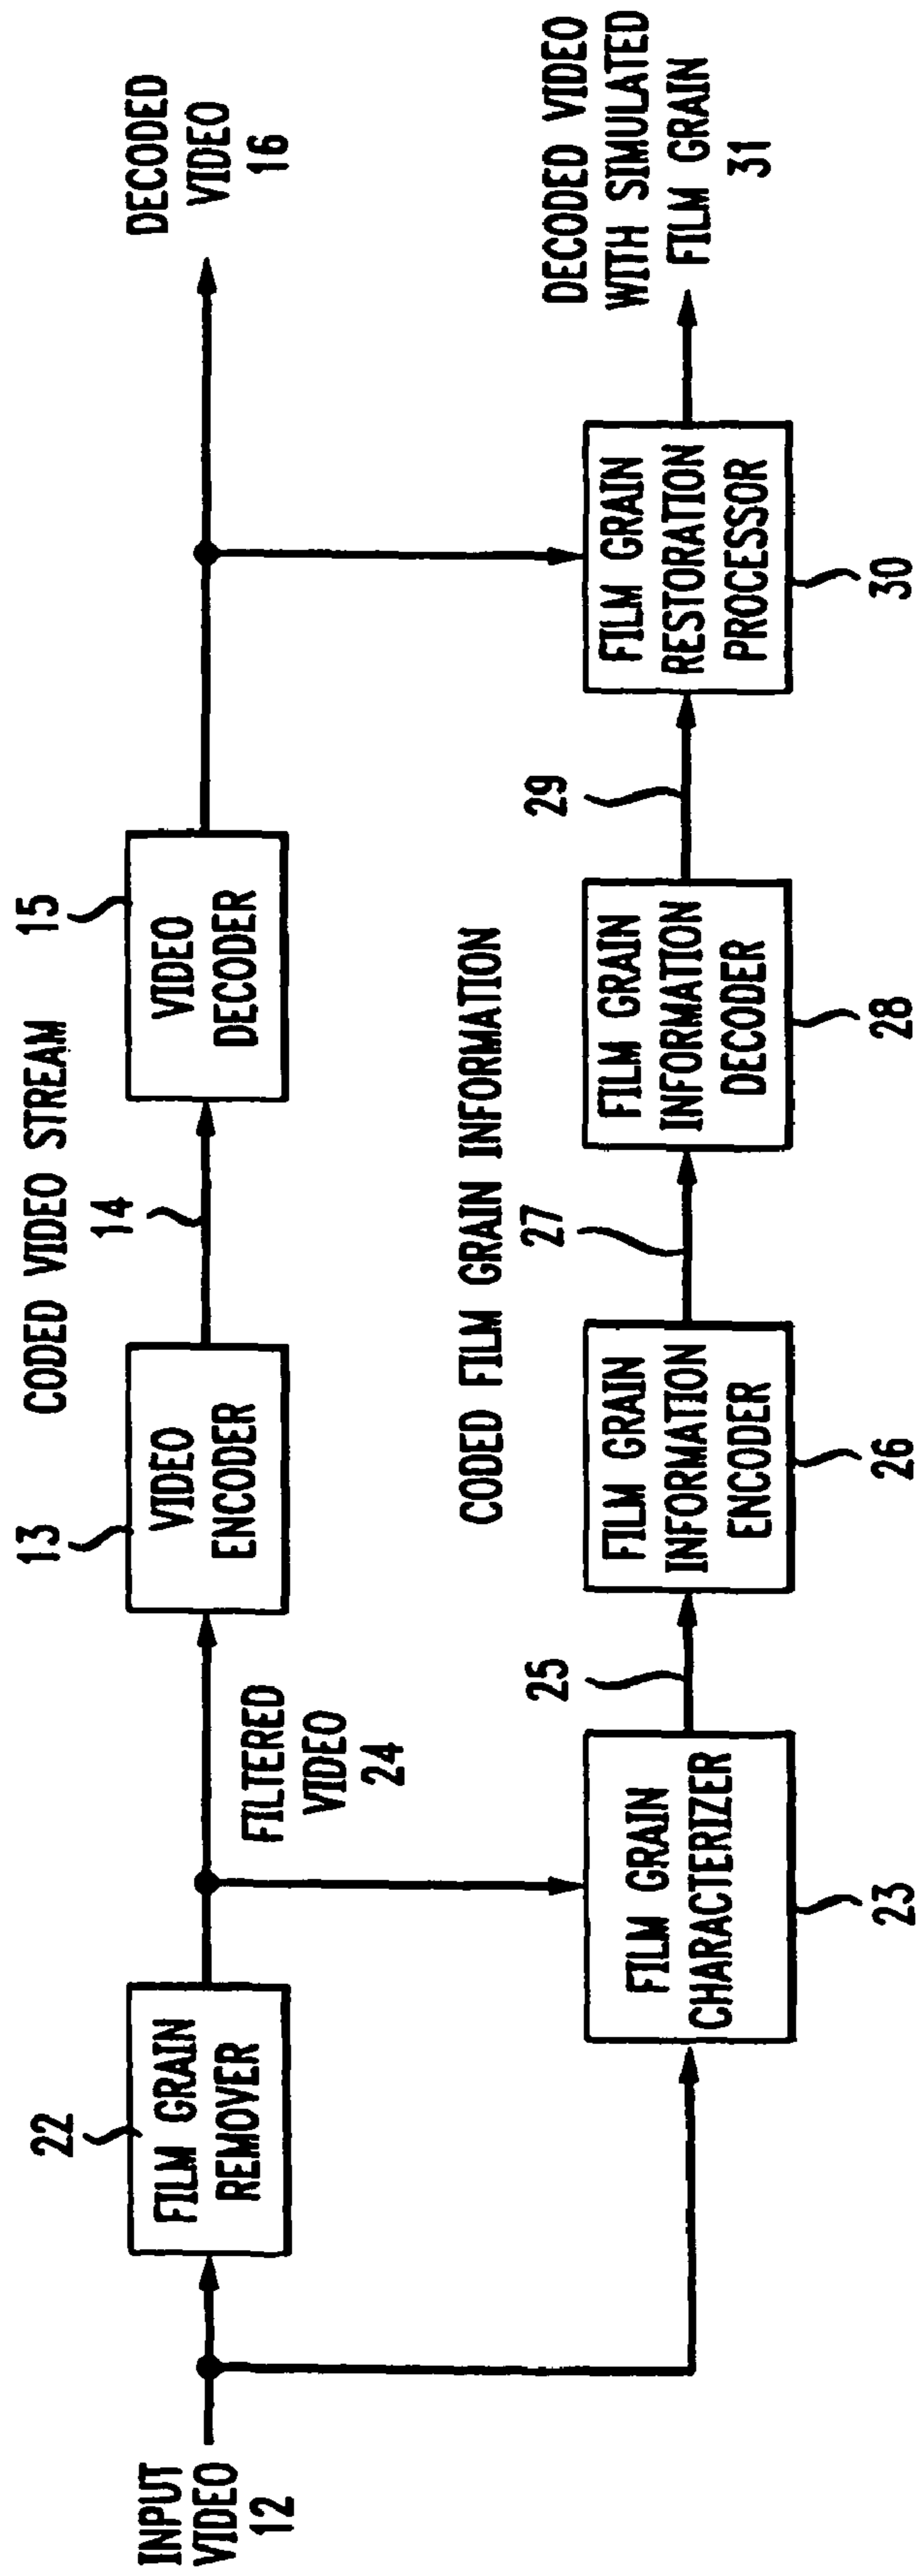 INPUT
VIDEO
12
22
FILM GRAIN
REMOVER
FILTERED
VIDEO
24
13
VIDEO
ENCODER
CODED VIDEO STREAM
14
15
VIDEO
DECODER
DECODED
VIDEO
16
FILM GRAIN
CHARACTERIZER
23
25
FILM GRAIN
INFORMATION
ENCODER
26
CODED FILM GRAIN INFORMATION
27
FILM GRAIN
INFORMATION
DECODER
28
29
FILM GRAIN
RESTORATION
PROCESSOR
30
DECODED VIDEO
WITH SIMULATED
FILM GRAIN
31